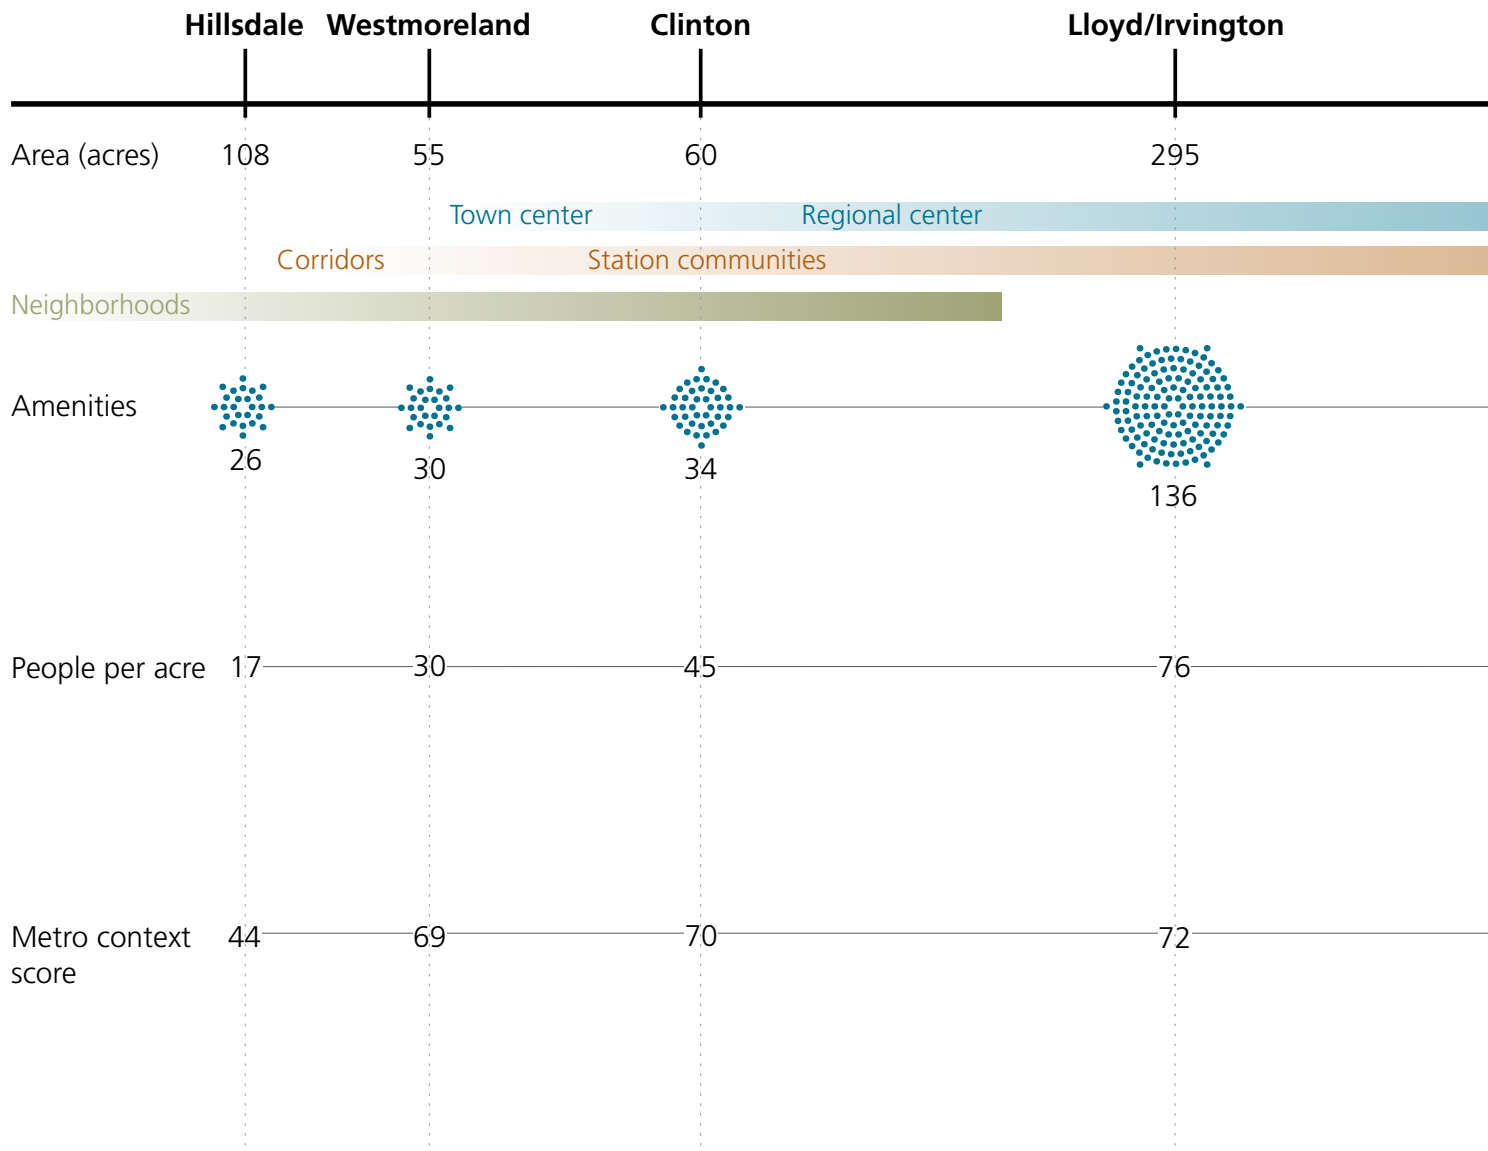 Hillsdale Westmoreland Clinton Lloyd/Irvington
Area (acres) 108 55 60 295
Town center Regional center
Corridors Station communities
Neighborhoods
Amenities
26 30 34 136
People per acre 17 30 45 76
Metro context 44 69 70 72
score